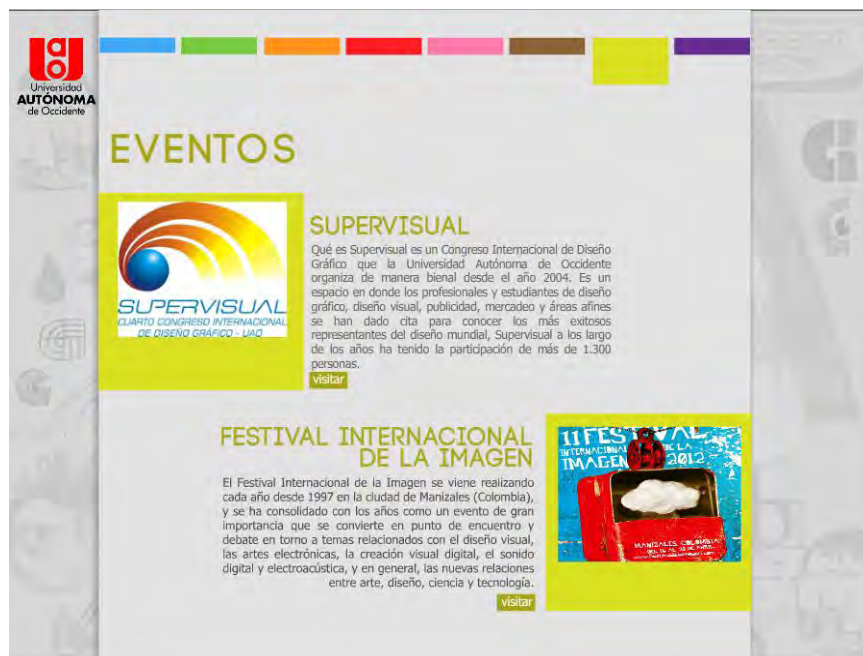 Universidad
AUTÓNOMA
de Occidente
EVENTOS
SUPERVISUAL
CUARTO CONGRESO INTERNACIONAL
DE DISEÑO GRÁFICO - UAO
SUPERVISUAL
Qué es Supervisual es un Congreso Internacional de Diseño
Gráfico que la Universidad Autónoma de Occidente
organiza de manera bienal desde el año 2004. Es un
espacio en donde los profesionales y estudiantes de diseño
gráfico, diseño visual, publicidad, mercadeo y áreas afines
se han dado cita para conocer los más exitosos
representantes del diseño mundial, Supervisual a los largo
de los años ha tenido la participación de más de 1.300
personas.
visitar
FESTIVAL INTERNACIONAL
DE LA IMAGEN
El Festival Internacional de la Imagen se viene realizando
cada año desde 1997 en la ciudad de Manizales (Colombia),
y se ha consolidado con los años como un evento de gran
importancia que se convierte en punto de encuentro y
debate en torno a temas relacionados con el diseño visual,
las artes electrónicas, la creación visual digital, el sonido
digital y electroacústica, y en general, las nuevas relaciones
entre arte, diseño, ciencia y tecnología.
visitar
INTERNACIONAL DE LA
IMAGEN 2012
MANIZALES, COLOMBIA